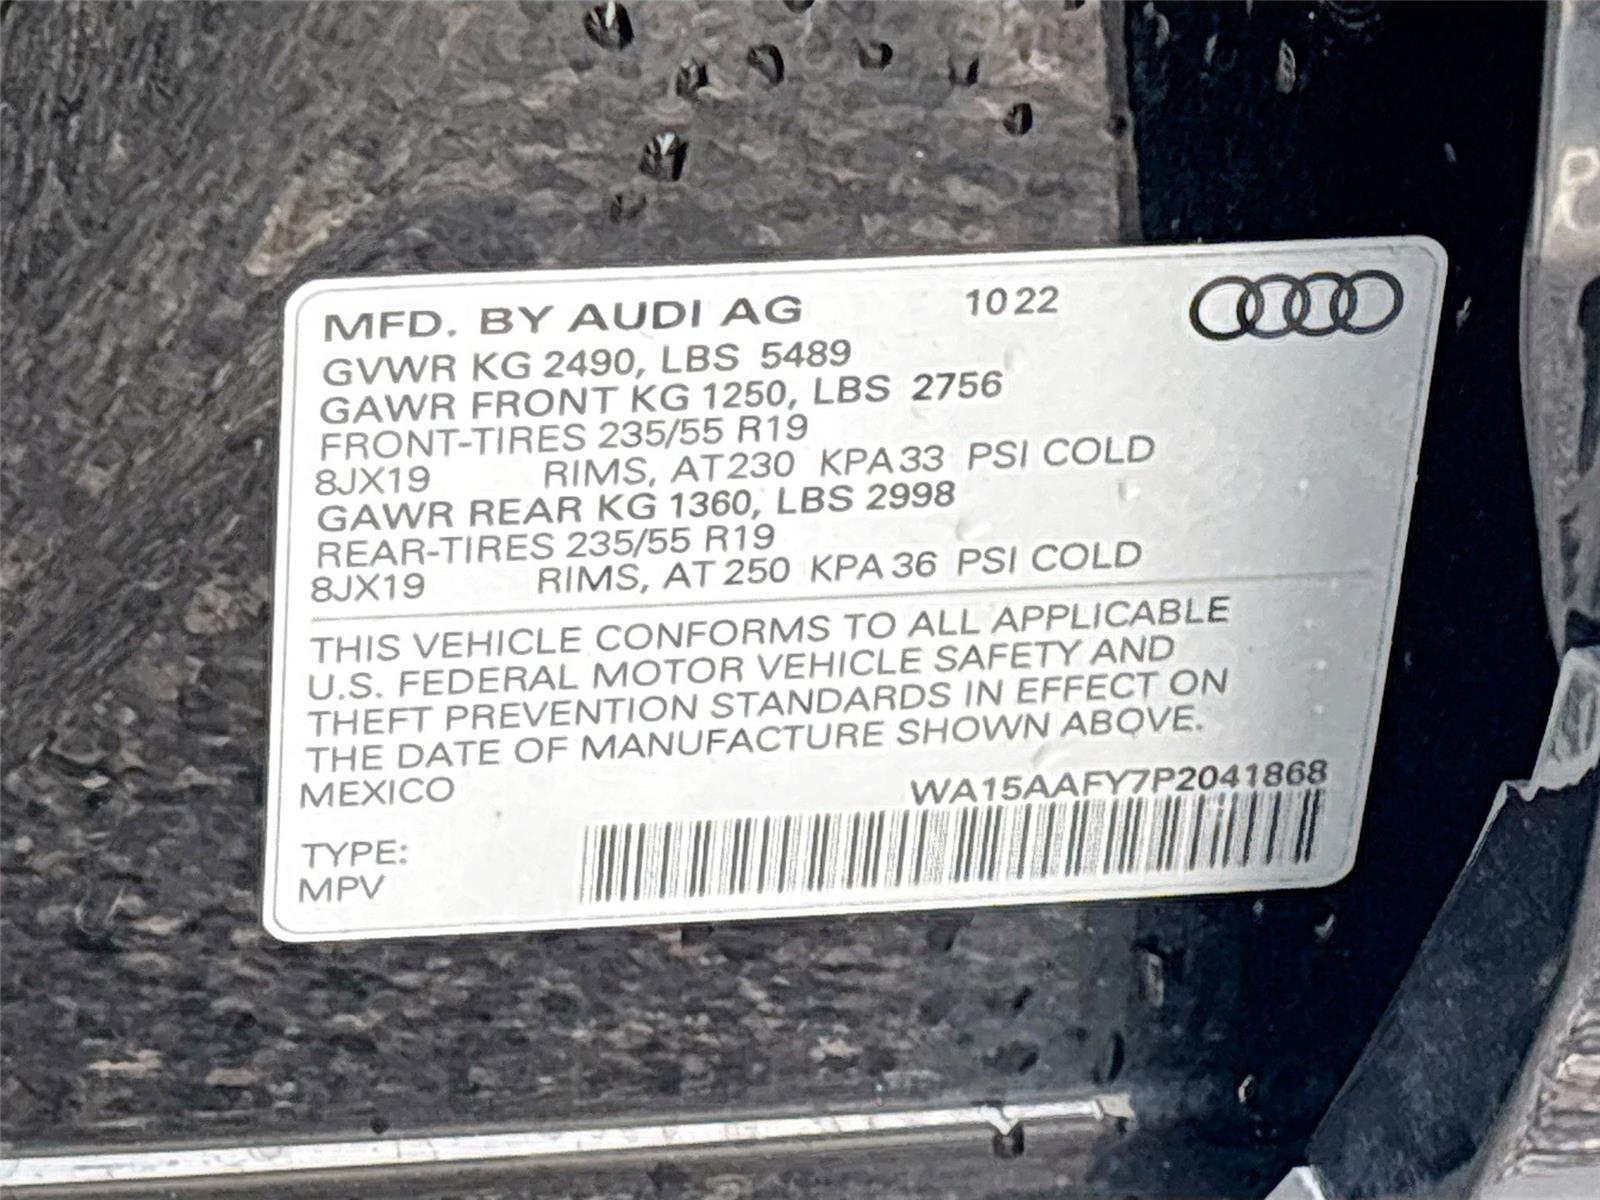 MFD. BY AUDI AG 10 22
GVWR KG 2490, LBS 5489
GAWR FRONT KG 1250, LBS 2756
FRONT-TIRES 235/55 R19
8JX19 RIMS, AT 230 KPA 33 PSI COLD
GAWR REAR KG 1360, LBS 2998
REAR-TIRES 235/55 R19
8JX19 RIMS, AT 250 KPA 36 PSI COLD
THIS VEHICLE CONFORMS TO ALL APPLICABLE
U.S. FEDERAL MOTOR VEHICLE SAFETY AND
THEFT PREVENTION STANDARDS IN EFFECT ON
THE DATE OF MANUFACTURE SHOWN ABOVE.
MEXICO WA15AAFY7P2041868
TYPE:
MPV